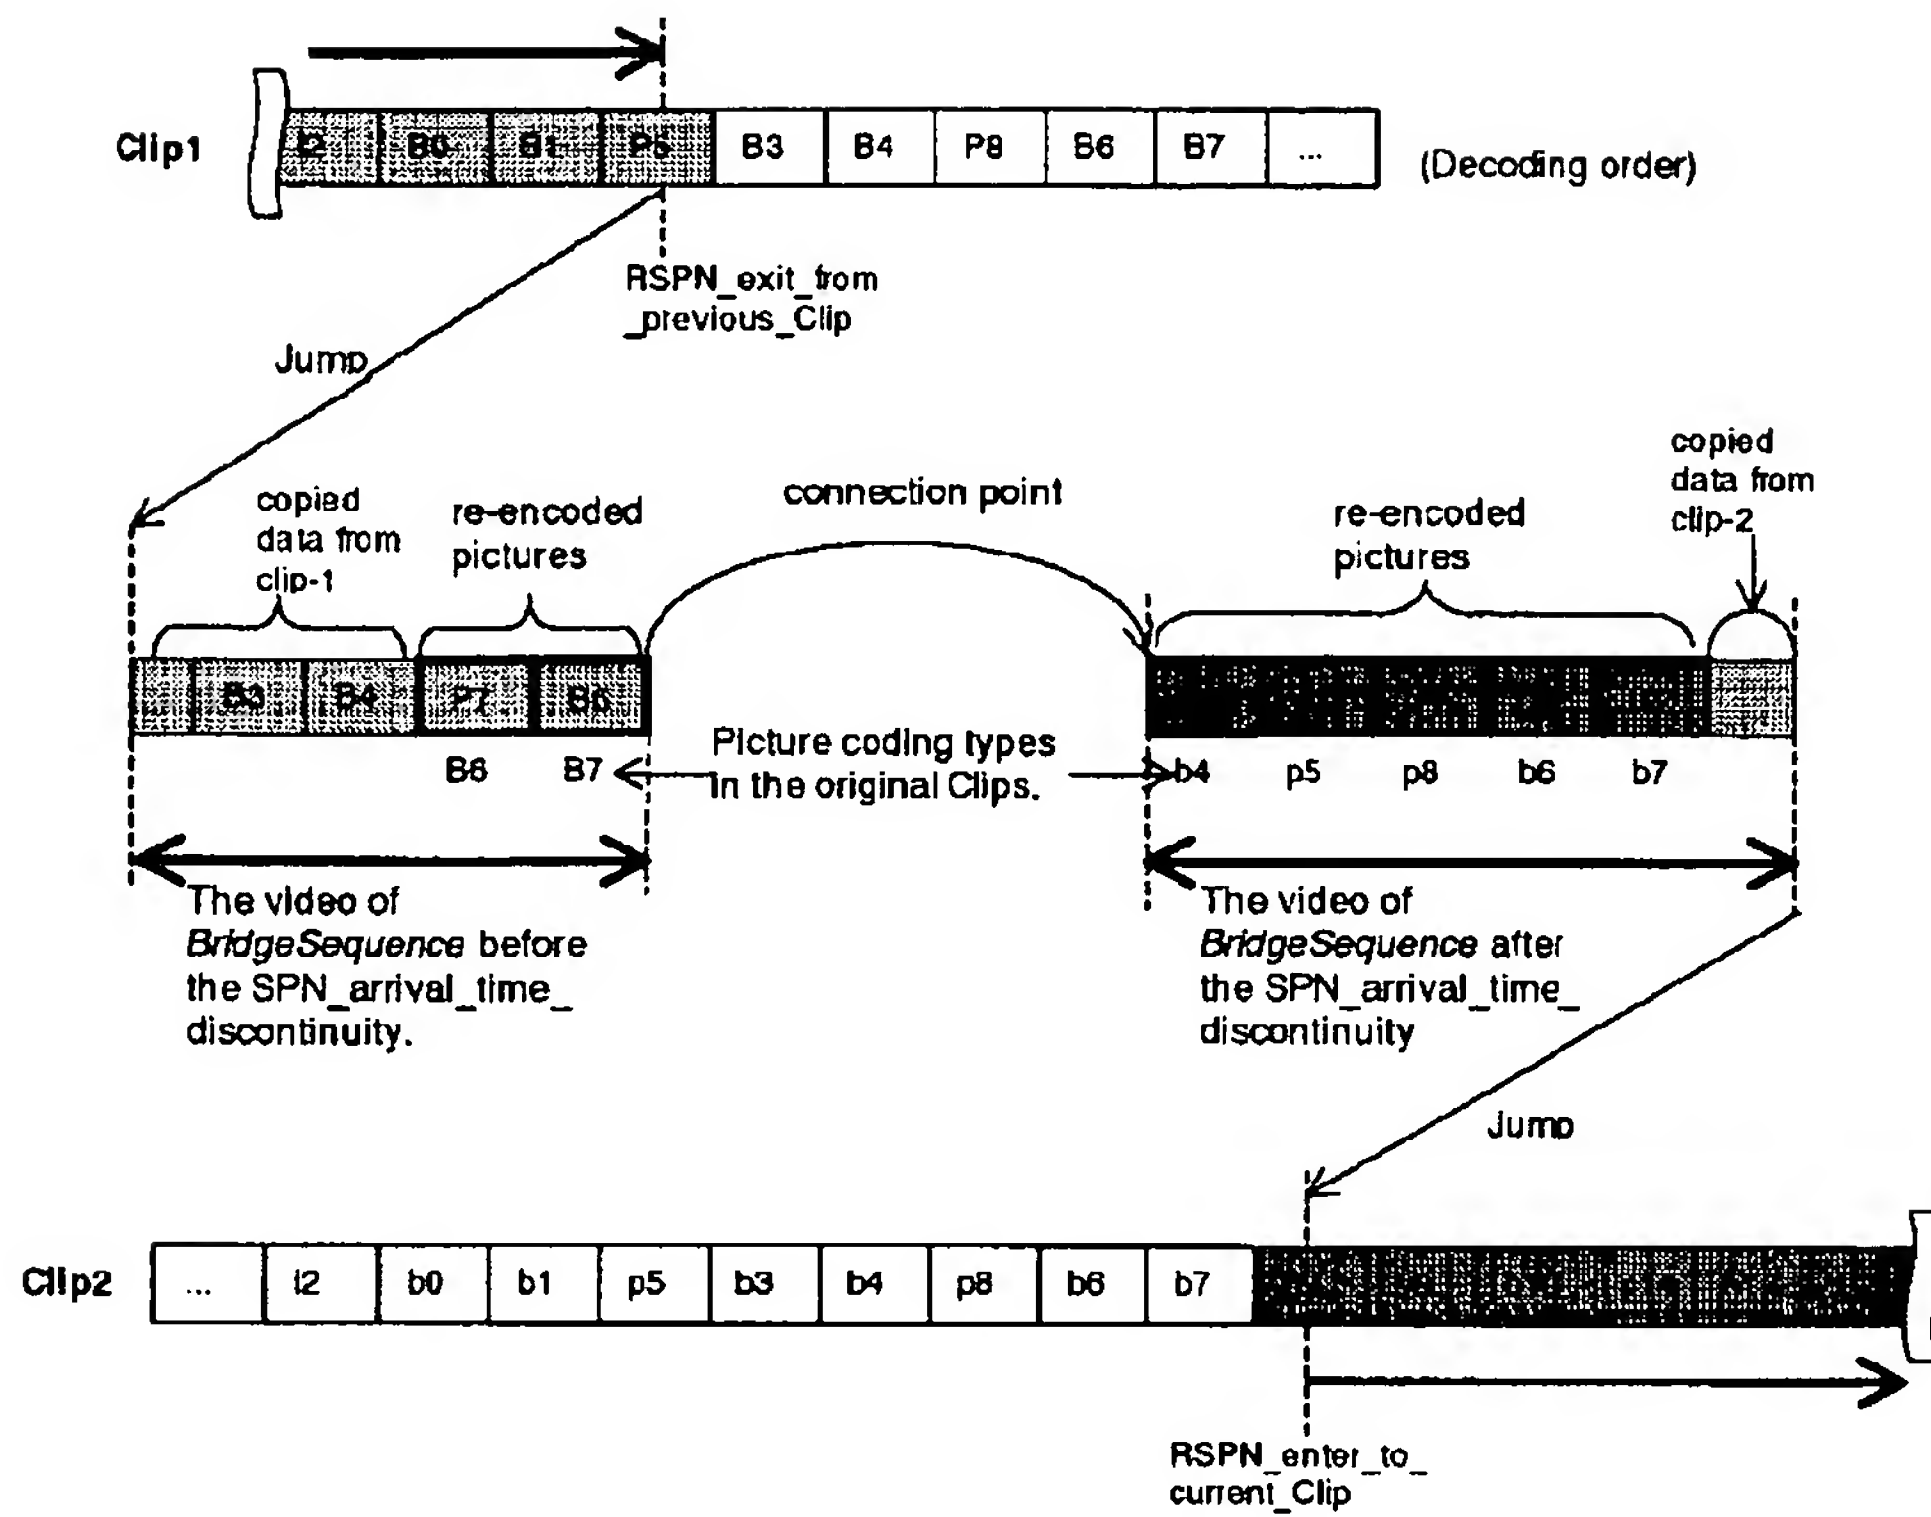 Clip1
I2 B0 B1 P5 B3 B4 P8 B6 B7 ...
(Decoding order)
RSPN_exit_from
_previous_Clip
Jump
copied
data from
clip-1
re-encoded
pictures
connection point
re-encoded
pictures
copied
data from
clip-2
B3 B4 P7 B6
B6 B7
Picture coding types
in the original Clips.
b4 p5 p8 b6 b7
The video of
BridgeSequence before
the SPN_arrival_time_
discontinuity.
The video of
BridgeSequence after
the SPN_arrival_time_
discontinuity
Jump
Clip2
... I2 b0 b1 p5 b3 b4 p8 b6 b7
RSPN_enter_to_
current_Clip